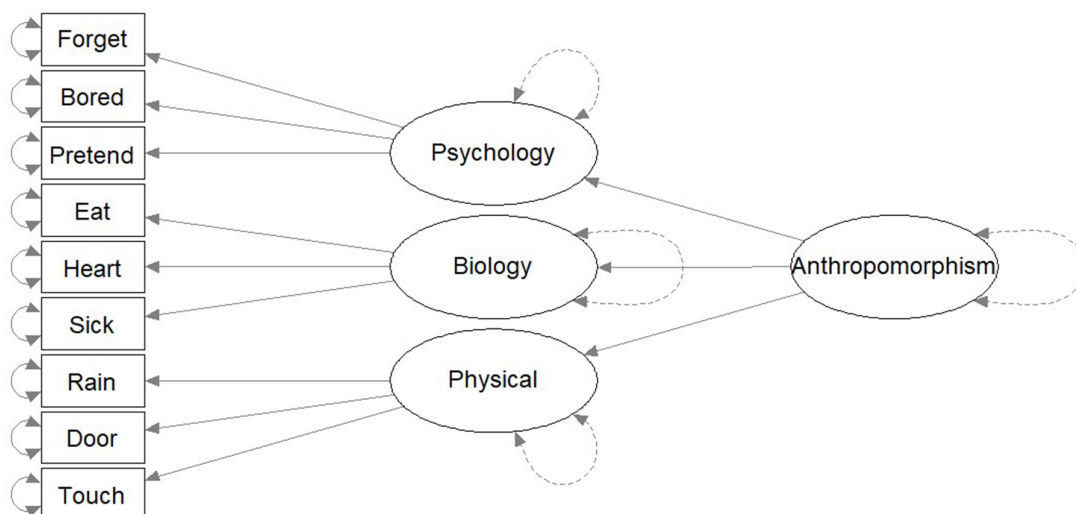 Forget
Bored
Pretend
Eat
Heart
Sick
Rain
Door
Touch
Psychology
Biology
Physical
Anthropomorphism